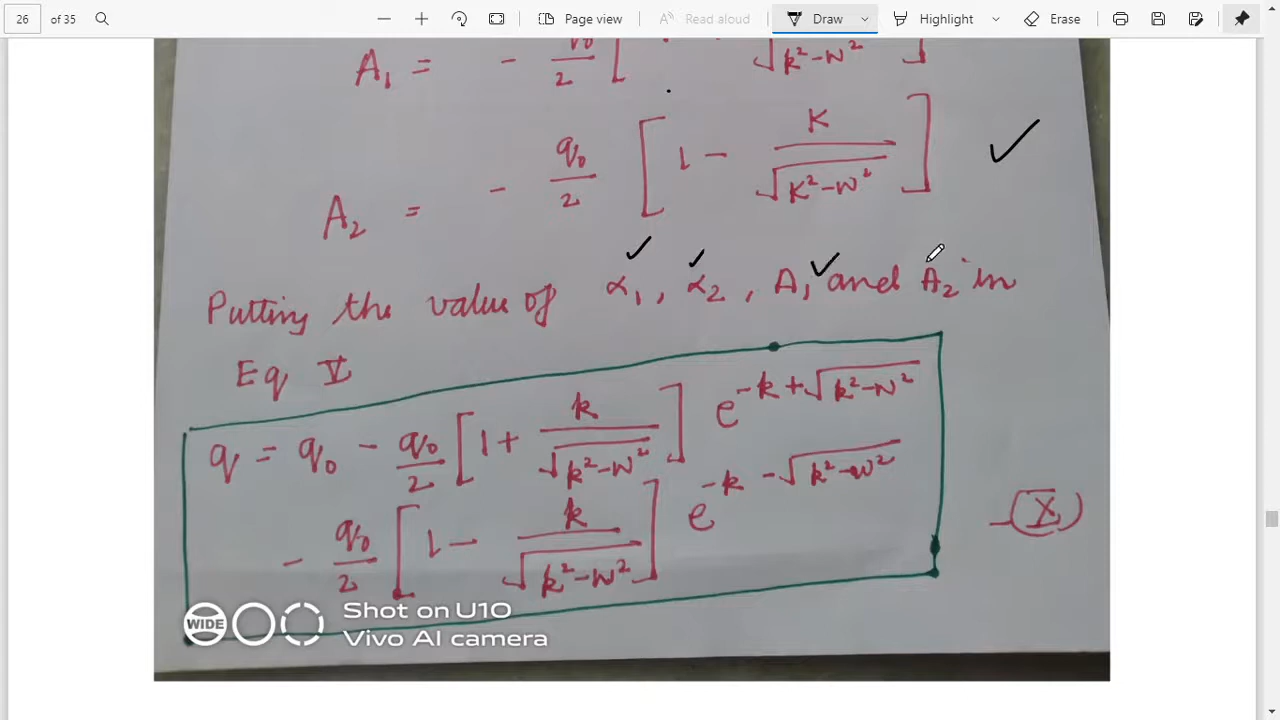 26 of 35 Page view Read aloud Draw Highlight Erase
A₁ = - q₀/2 [ √(k²-w²) ]
A₂ = - q₀/2 [ 1 - K/√(K²-w²) ] ✓
Putting the value of α₁, α₂, A₁ and A₂ in
Eq V
q = q₀ - q₀/2 [ 1 + k/√(k²-w²) ] e^(-k+√(k²-w²))
- q₀/2 [ 1 - k/√(k²-w²) ] e^(-k-√(k²-w²)) - (X)
WIDE
Shot on U10
Vivo AI camera